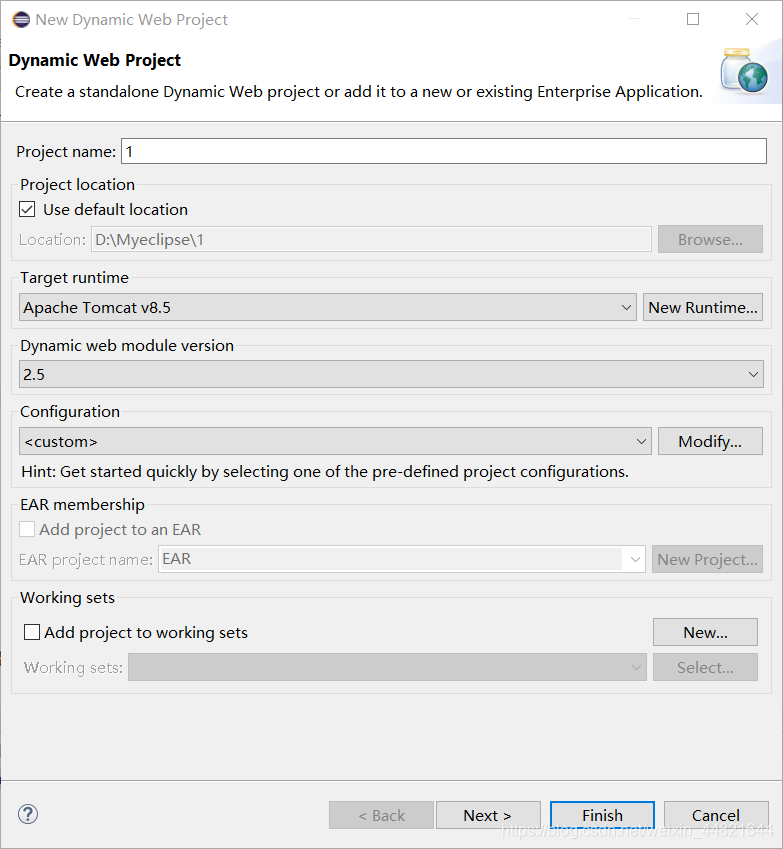 New Dynamic Web Project
Dynamic Web Project
Create a standalone Dynamic Web project or add it to a new or existing Enterprise Application.
Project name: 1
Project location
Use default location
Location: D:\Myeclipse\1 Browse...
Target runtime
Apache Tomcat v8.5 New Runtime...
Dynamic web module version
2.5
Configuration
<custom> Modify...
Hint: Get started quickly by selecting one of the pre-defined project configurations.
EAR membership
Add project to an EAR
EAR project name: EAR New Project...
Working sets
Add project to working sets New...
Working sets: Select...
? < Back Next > Finish Cancel
https://blog.csdn.net/weixin_44821644